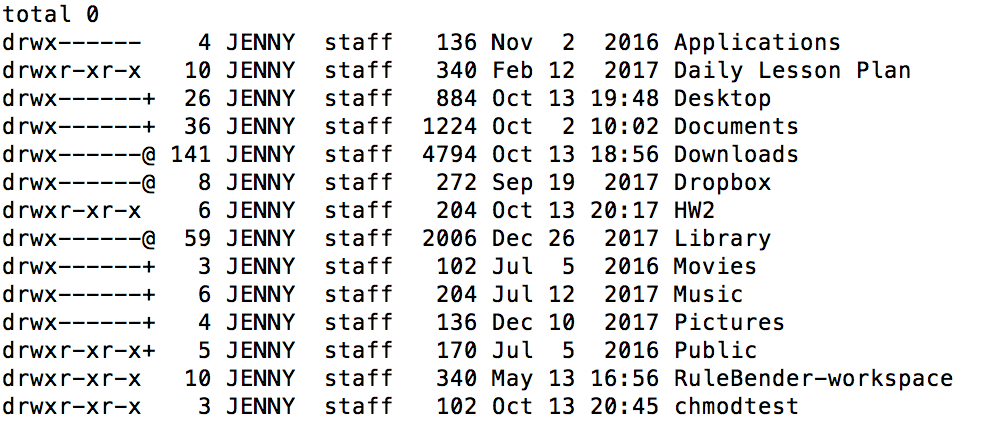 total 0
drwx------    4 JENNY  staff   136 Nov  2  2016 Applications
drwxr-xr-x   10 JENNY  staff   340 Feb 12  2017 Daily Lesson Plan
drwx------+  26 JENNY  staff   884 Oct 13 19:48 Desktop
drwx------+  36 JENNY  staff  1224 Oct  2 10:02 Documents
drwx------@ 141 JENNY  staff  4794 Oct 13 18:56 Downloads
drwx------@   8 JENNY  staff   272 Sep 19  2017 Dropbox
drwxr-xr-x    6 JENNY  staff   204 Oct 13 20:17 HW2
drwx------@  59 JENNY  staff  2006 Dec 26  2017 Library
drwx------+   3 JENNY  staff   102 Jul  5  2016 Movies
drwx------+   6 JENNY  staff   204 Jul 12  2017 Music
drwx------+   4 JENNY  staff   136 Dec 10  2017 Pictures
drwxr-xr-x+   5 JENNY  staff   170 Jul  5  2016 Public
drwxr-xr-x   10 JENNY  staff   340 May 13 16:56 RuleBender-workspace
drwxr-xr-x    3 JENNY  staff   102 Oct 13 20:45 chmodtest